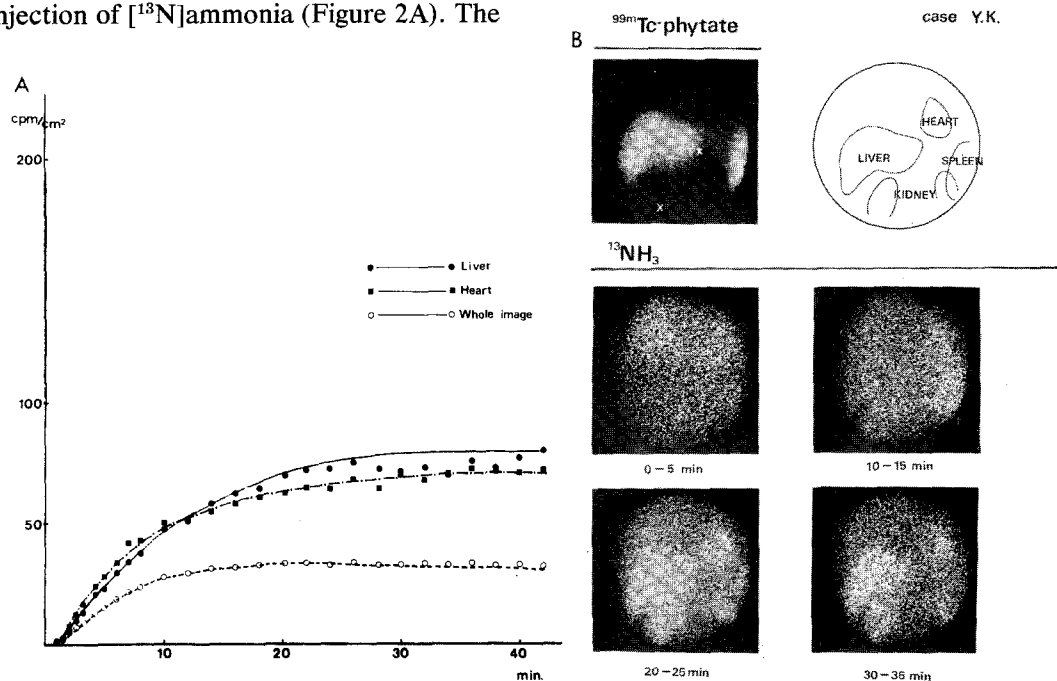 njection of [¹³N]ammonia (Figure 2A). The
A
cpm/cm²
200
100
50
10
20
30
40
min.
Liver
Heart
Whole image
B
99mTc-phytate
case Y.K.
X
X
HEART
LIVER
SPLEEN
KIDNEY.
¹³NH₃
0–5 min
10–15 min
20–25 min
30–35 min